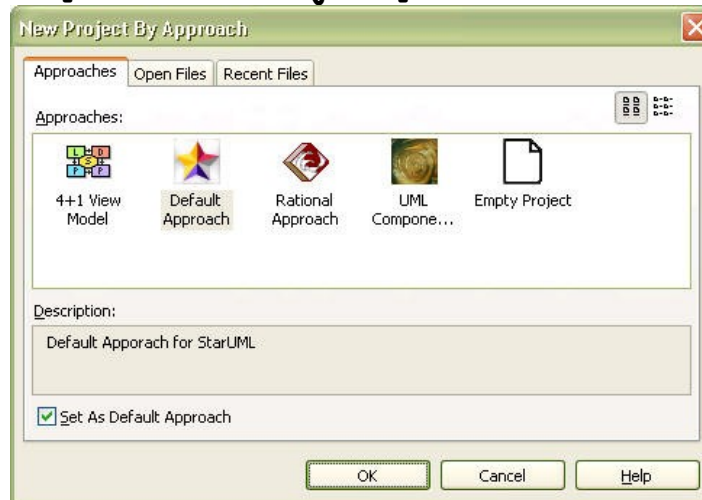 New Project By Approach
Approaches Open Files Recent Files
Approaches:
4+1 View Model
Default Approach
Rational Approach
UML Compone...
Empty Project
Description:
Default Apporach for StarUML
Set As Default Approach
OK Cancel Help